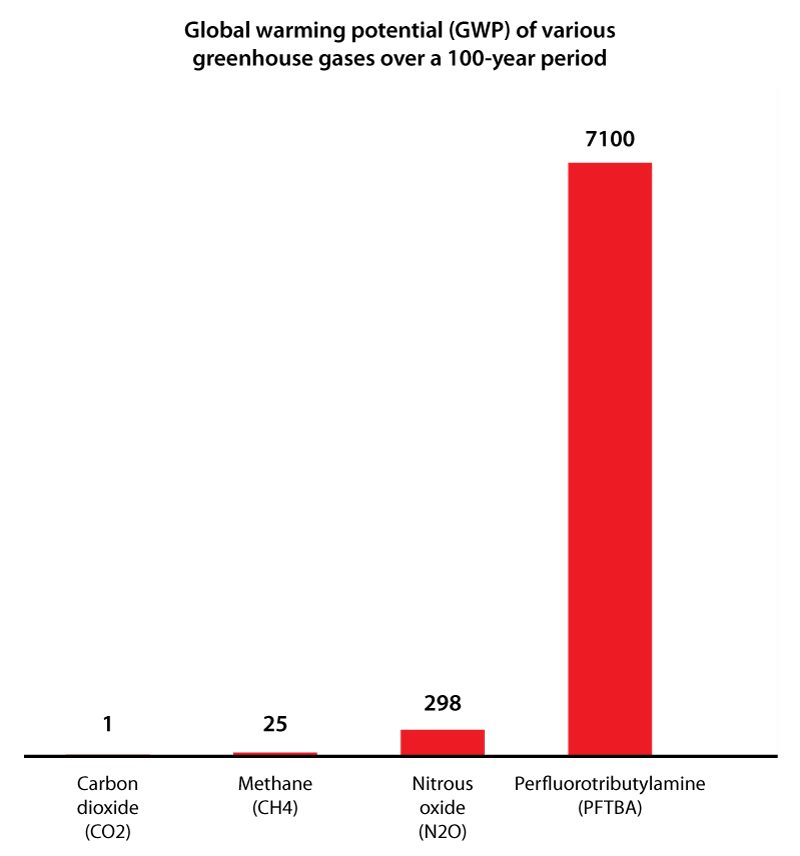 Global warming potential (GWP) of various
greenhouse gases over a 100-year period
7100
298
1
25
Carbon
dioxide
(CO2)
Methane
(CH4)
Nitrous
oxide
(N2O)
Perfluorotributylamine
(PFTBA)